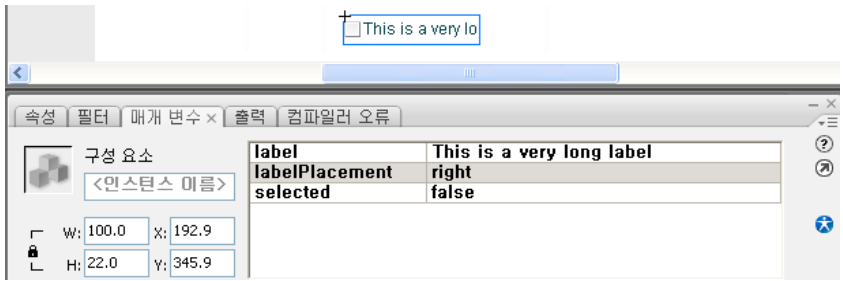 This is a very lo
속성 필터 매개 변수 × 출력 컴파일러 오류
구성 요소
<인스턴스 이름>
label This is a very long label
labelPlacement right
selected false
W: 100.0 X: 192.9
H: 22.0 Y: 345.9